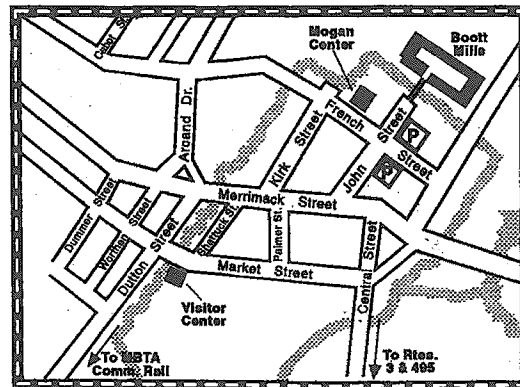 Cabot St.
Mogan
Center
Boott
Mills
Arcand Dr.
French
Street
Street
P
P
Kirk Street
John
Merrimack Street
Dummer Street
Worthen Street
Dutton Street
Shattuck St.
Palmer St.
Central Street
Market Street
Visitor
Center
To MBTA
Comm. Rail
To Rtes.
3 & 495